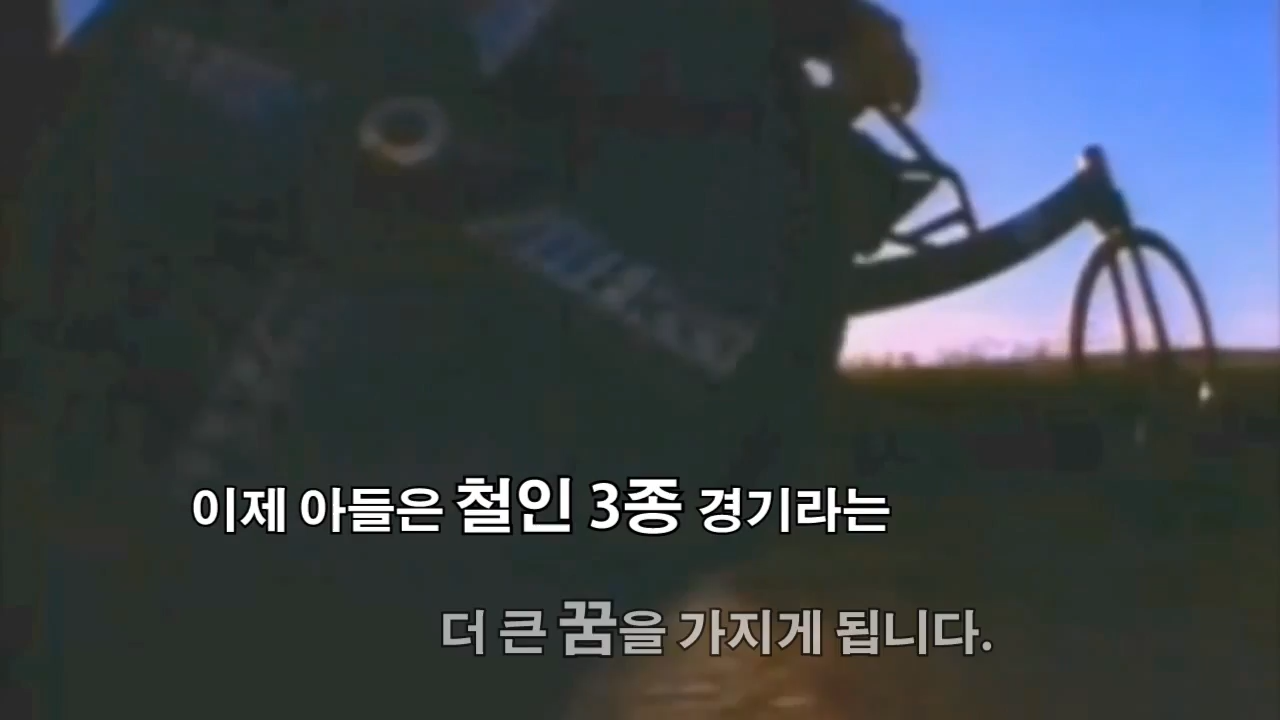 이제 아들은 철인 3종 경기라는
더 큰 꿈을 가지게 됩니다.